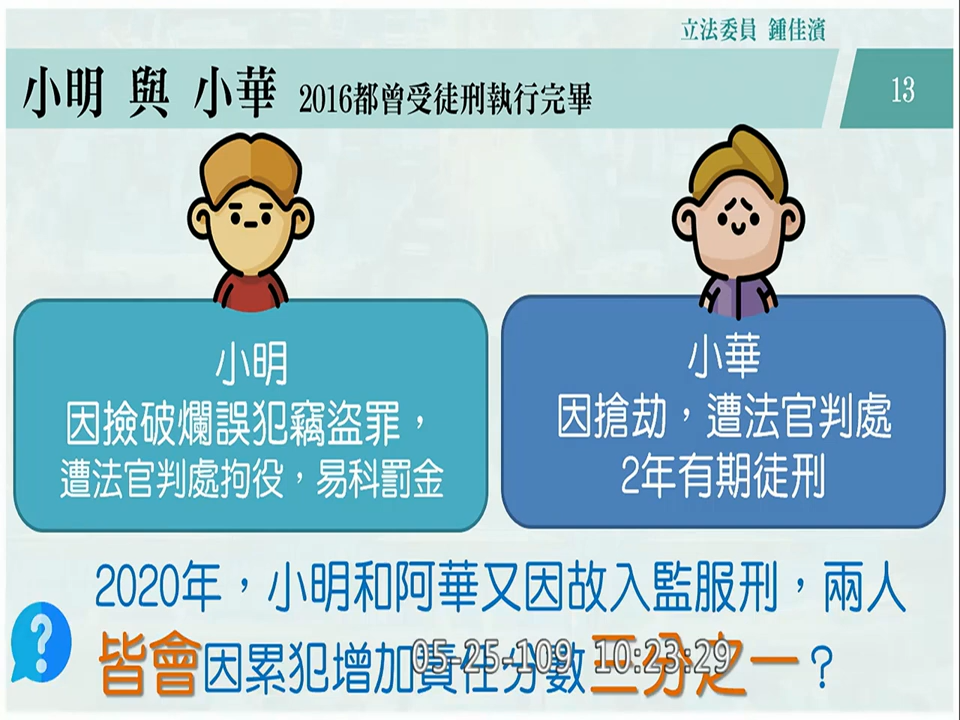 立法委員 鍾佳濱
小明 與 小華 2016都曾受徒刑執行完畢
13
小明
因撿破爛誤犯竊盜罪，
遭法官判處拘役，易科罰金
小華
因搶劫，遭法官判處
2年有期徒刑
2020年，小明和阿華又因故入監服刑，兩人
皆會因累犯增加責任分數三分之一？
05-25-109 10:23:29